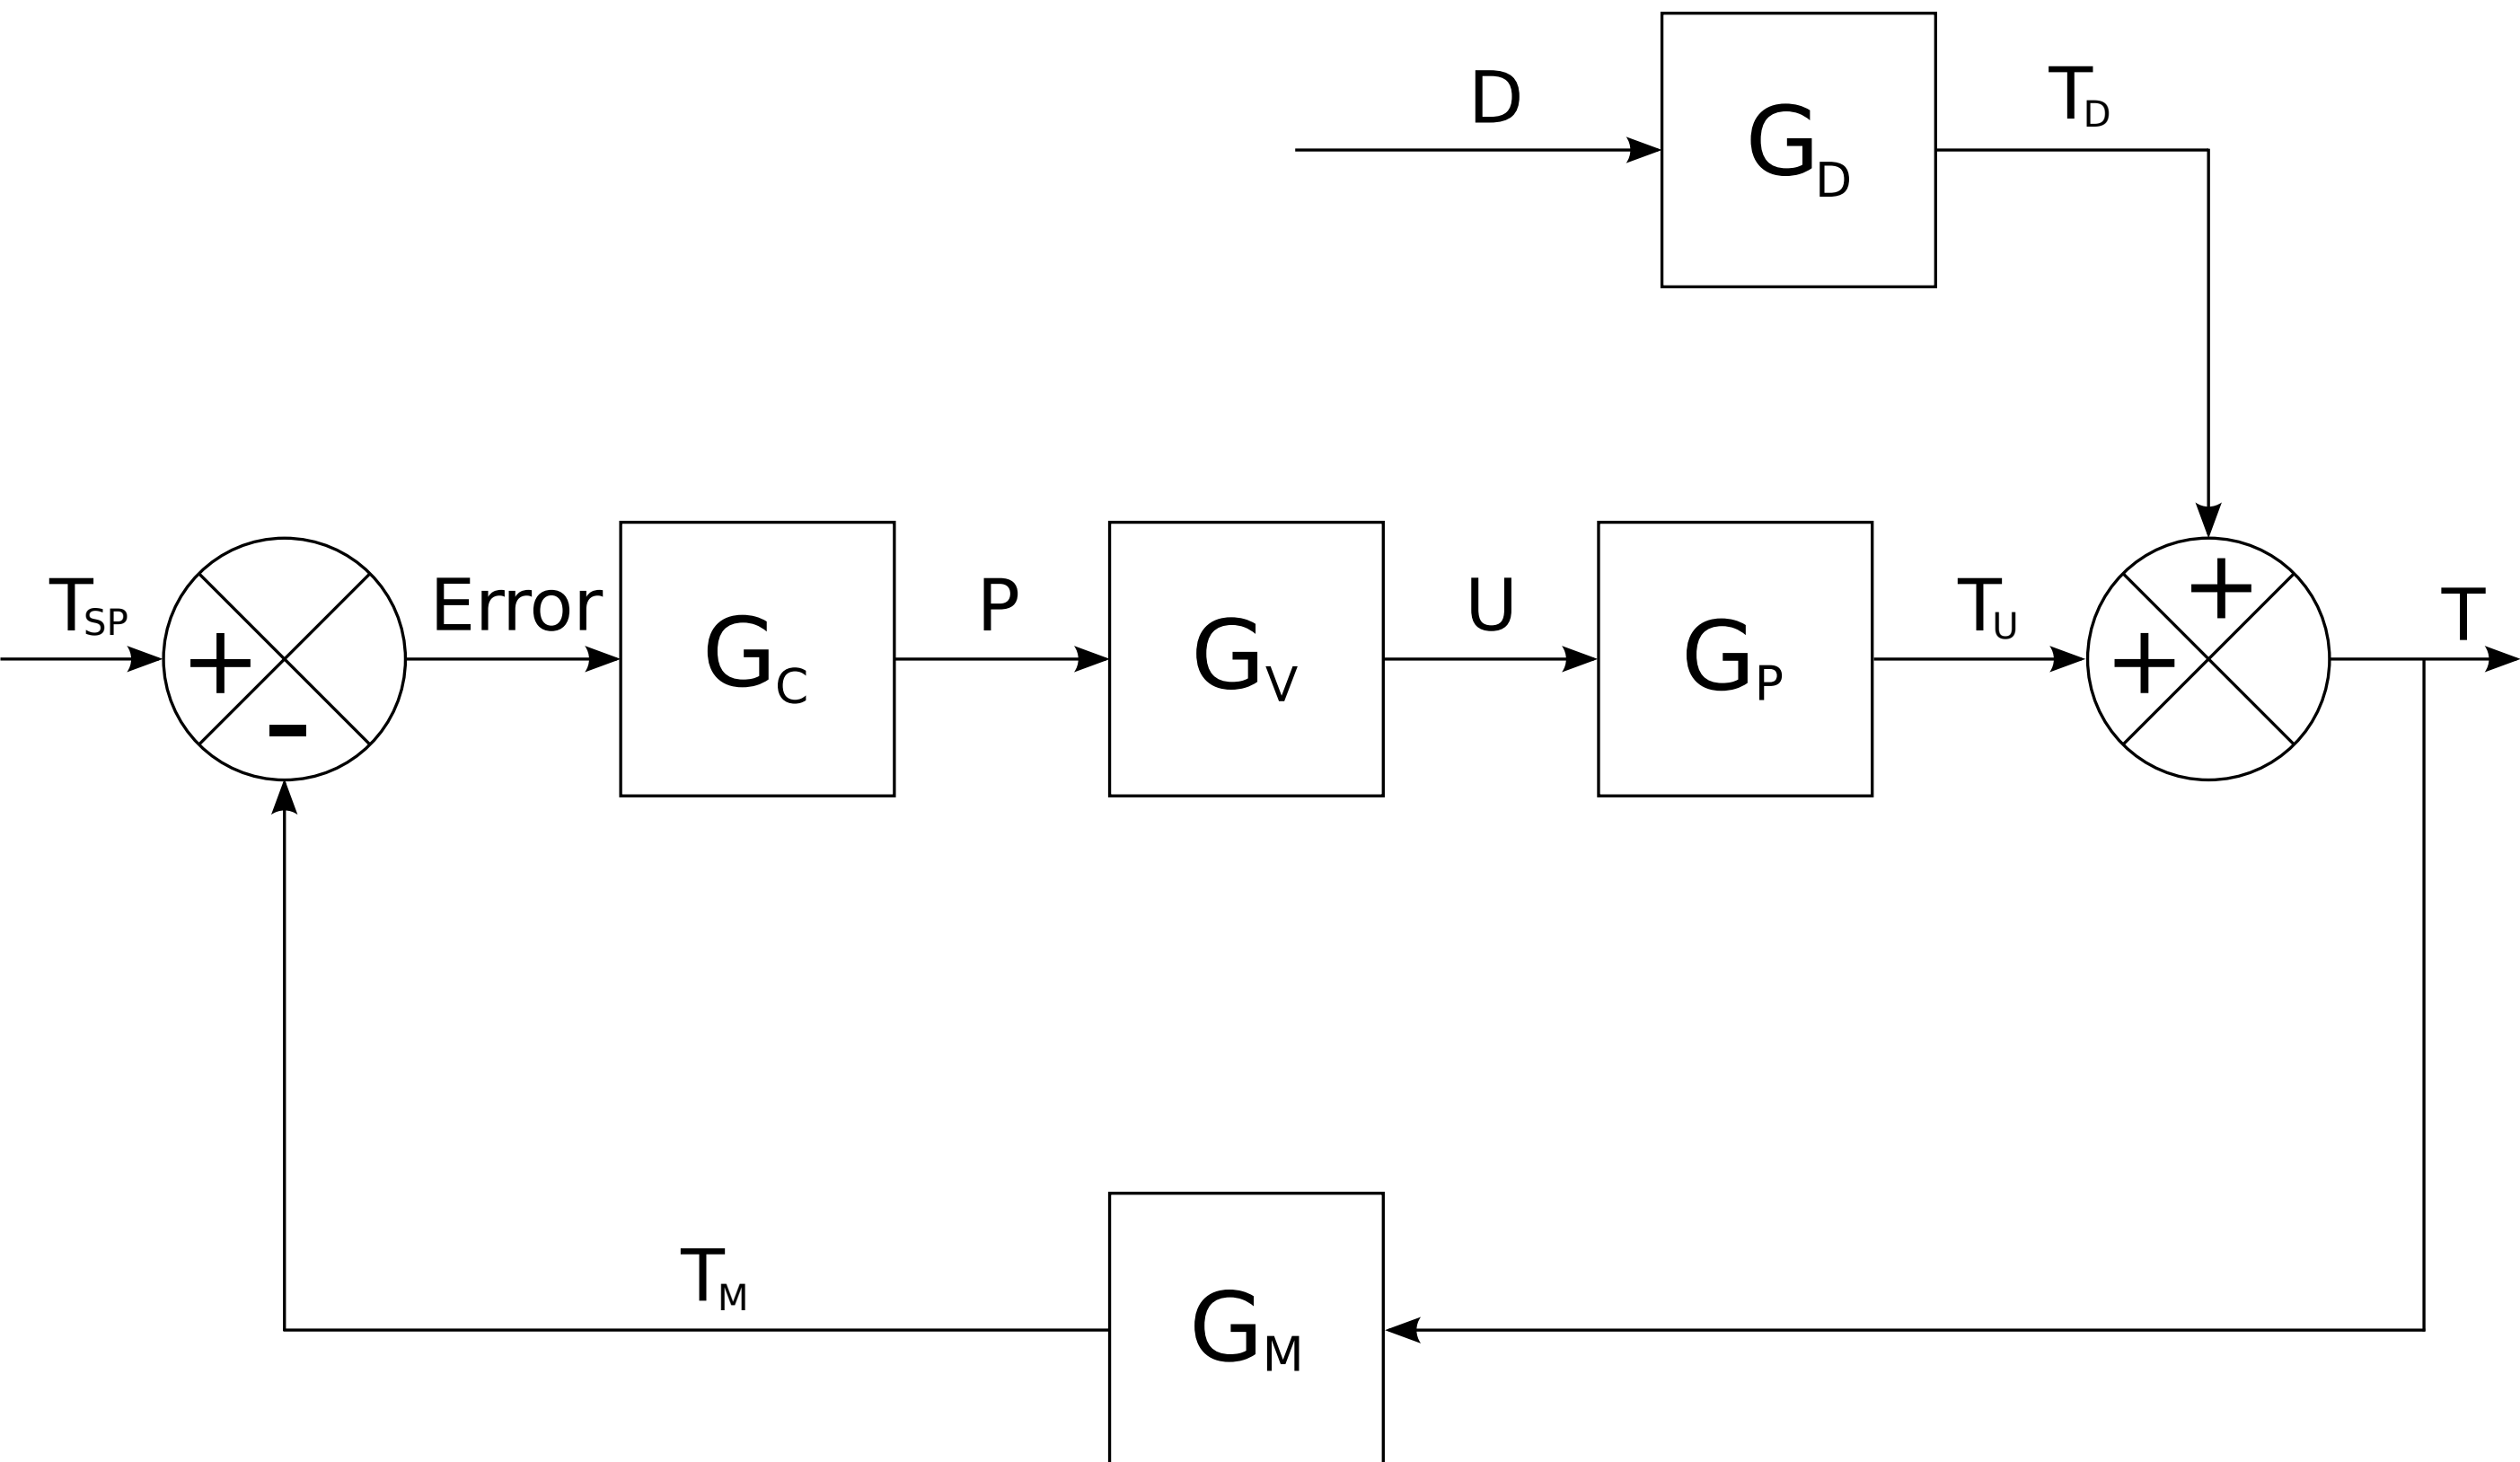 D
G_D
T_D
T_SP
+
-
Error
G_C
P
G_V
U
G_P
T_U
+
+
T
T_M
G_M